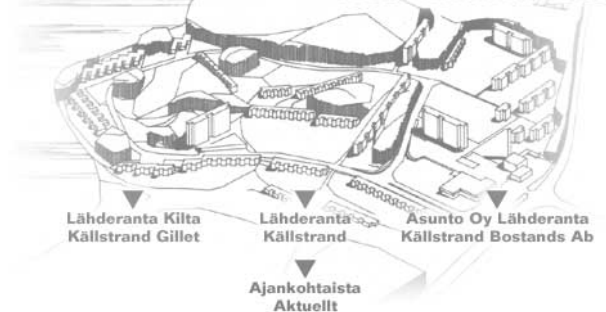 Lähderanta Kilta
Källstrand Gillet
Lähderanta
Källstrand
Asunto Oy Lähderanta
Källstrand Bostands Ab
Ajankohtaista
Aktuellt